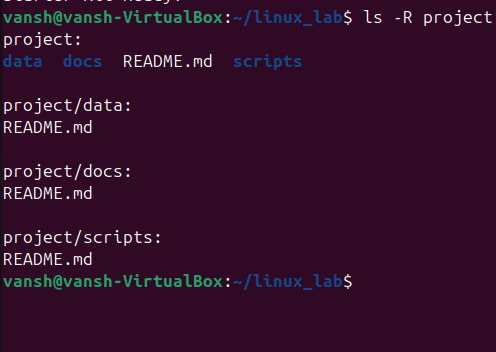 vansh@vansh-VirtualBox:~/linux_lab$ ls -R project
project:
data  docs  README.md  scripts

project/data:
README.md

project/docs:
README.md

project/scripts:
README.md
vansh@vansh-VirtualBox:~/linux_lab$